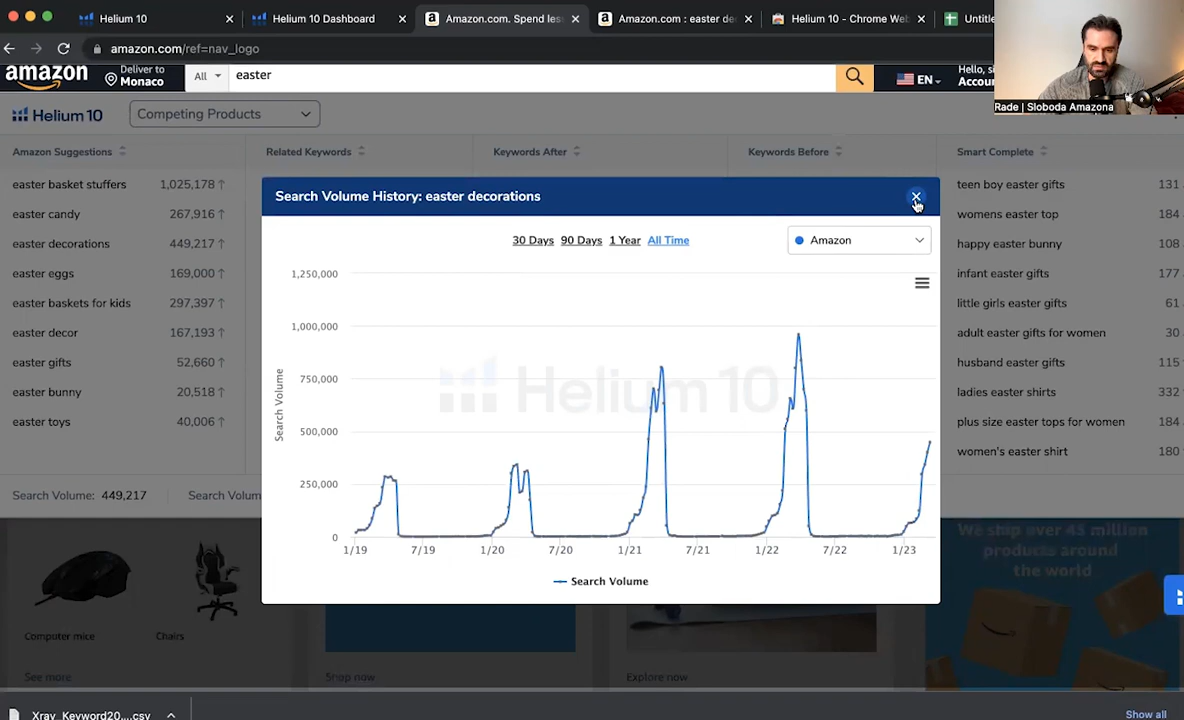 Helium 10
Helium 10 Dashboard
Amazon.com. Spend les
Amazon.com : easter de
Helium 10 - Chrome Web
Untitle
amazon.com/ref=nav_logo
amazon
Deliver to
Monaco
All
easter
EN
Hello, si
Accou
Rade | Sloboda Amazona
Helium 10
Competing Products
Amazon Suggestions
Related Keywords
Keywords After
Keywords Before
Smart Complete
easter basket stuffers 1,025,178
easter candy 267,916
easter decorations 449,217
easter eggs 169,000
easter baskets for kids 297,397
easter decor 167,193
easter gifts 52,660
easter bunny 20,518
easter toys 40,006
Search Volume: 449,217
Search Volum
Search Volume History: easter decorations
30 Days 90 Days 1 Year All Time
Amazon
1,250,000
1,000,000
750,000
500,000
250,000
0
Search Volume
Helium 10
1/19 7/19 1/20 7/20 1/21 7/21 1/22 7/22 1/23
Search Volume
teen boy easter gifts 131
womens easter top 184
happy easter bunny 108
infant easter gifts 177
little girls easter gifts 61
adult easter gifts for women 30
husband easter gifts 115
ladies easter shirts 332
plus size easter tops for women 184
women's easter shirt 180
We ship over 45 million
products around
the world
Computer mice
Chairs
See more
Shop now
Explore now
Xray_Keyword20....csv
Show all